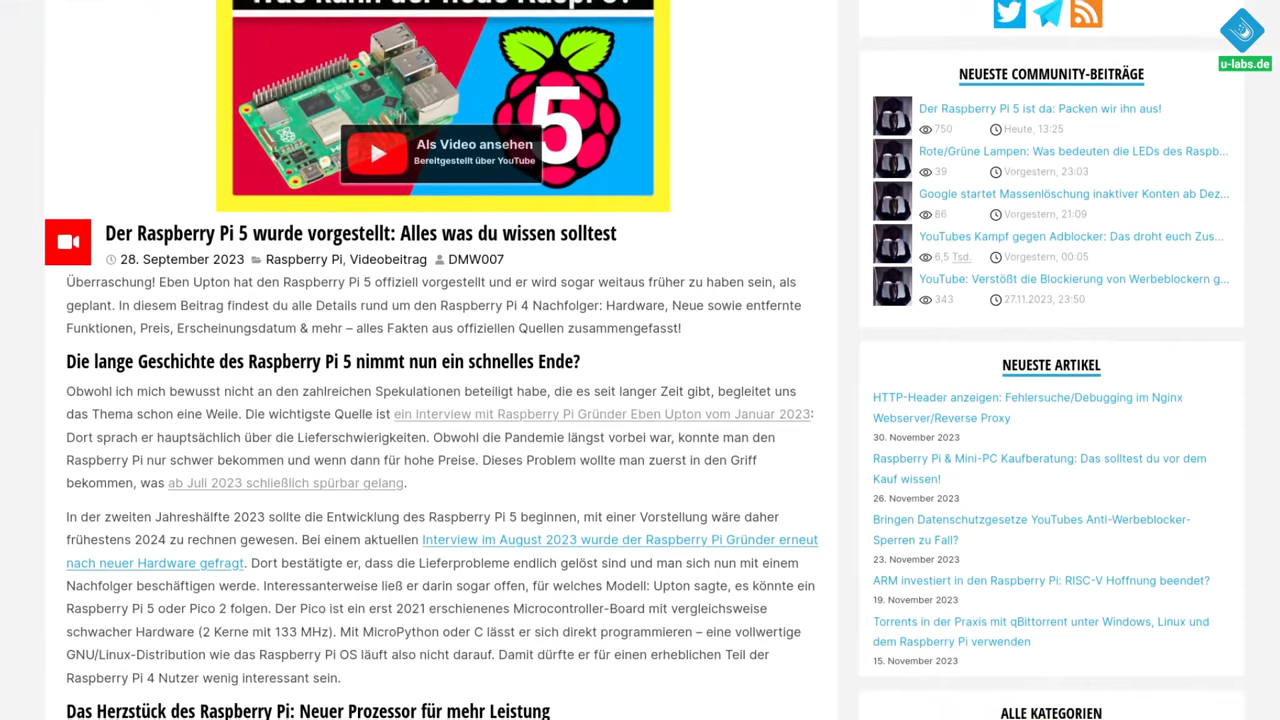 Was kann der neue Raspi 5?
5
Als Video ansehen
Bereitgestellt über YouTube
Der Raspberry Pi 5 wurde vorgestellt: Alles was du wissen solltest
28. September 2023 Raspberry Pi, Videobeitrag DMW007
Überraschung! Eben Upton hat den Raspberry Pi 5 offiziell vorgestellt und er wird sogar weitaus früher zu haben sein, als
geplant. In diesem Beitrag findest du alle Details rund um den Raspberry Pi 4 Nachfolger: Hardware, Neue sowie entfernte
Funktionen, Preis, Erscheinungsdatum & mehr – alles Fakten aus offiziellen Quellen zusammengefasst!
Die lange Geschichte des Raspberry Pi 5 nimmt nun ein schnelles Ende?
Obwohl ich mich bewusst nicht an den zahlreichen Spekulationen beteiligt habe, die es seit langer Zeit gibt, begleitet uns
das Thema schon eine Weile. Die wichtigste Quelle ist ein Interview mit Raspberry Pi Gründer Eben Upton vom Januar 2023:
Dort sprach er hauptsächlich über die Lieferschwierigkeiten. Obwohl die Pandemie längst vorbei war, konnte man den
Raspberry Pi nur schwer bekommen und wenn dann für hohe Preise. Dieses Problem wollte man zuerst in den Griff
bekommen, was ab Juli 2023 schließlich spürbar gelang.
In der zweiten Jahreshälfte 2023 sollte die Entwicklung des Raspberry Pi 5 beginnen, mit einer Vorstellung wäre daher
frühestens 2024 zu rechnen gewesen. Bei einem aktuellen Interview im August 2023 wurde der Raspberry Pi Gründer erneut
nach neuer Hardware gefragt. Dort bestätigte er, dass die Lieferprobleme endlich gelöst sind und man sich nun mit einem
Nachfolger beschäftigen werde. Interessanterweise ließ er darin sogar offen, für welches Modell: Upton sagte, es könnte ein
Raspberry Pi 5 oder Pico 2 folgen. Der Pico ist ein erst 2021 erschienenes Microcontroller-Board mit vergleichsweise
schwacher Hardware (2 Kerne mit 133 MHz). Mit MicroPython oder C lässt er sich direkt programmieren – eine vollwertige
GNU/Linux-Distribution wie das Raspberry Pi OS läuft also nicht darauf. Damit dürfte er für einen erheblichen Teil der
Raspberry Pi 4 Nutzer wenig interessant sein.
Das Herzstück des Raspberry Pi: Neuer Prozessor für mehr Leistung
u-labs.de
NEUESTE COMMUNITY-BEITRÄGE
Der Raspberry Pi 5 ist da: Packen wir ihn aus!
750 Heute, 13:25
Rote/Grüne Lampen: Was bedeuten die LEDs des Raspb...
39 Vorgestern, 23:03
Google startet Massenlöschung inaktiver Konten ab Dez...
86 Vorgestern, 21:09
YouTubes Kampf gegen Adblocker: Das droht euch Zus...
6,5 Tsd. Vorgestern, 00:05
YouTube: Verstößt die Blockierung von Werbeblockern g...
343 27.11.2023, 23:50
NEUESTE ARTIKEL
HTTP-Header anzeigen: Fehlersuche/Debugging im Nginx
Webserver/Reverse Proxy
30. November 2023
Raspberry Pi & Mini-PC Kaufberatung: Das solltest du vor dem
Kauf wissen!
26. November 2023
Bringen Datenschutzgesetze YouTubes Anti-Werbeblocker-
Sperren zu Fall?
23. November 2023
ARM investiert in den Raspberry Pi: RISC-V Hoffnung beendet?
19. November 2023
Torrents in der Praxis mit qBittorrent unter Windows, Linux und
dem Raspberry Pi verwenden
15. November 2023
ALLE KATEGORIEN